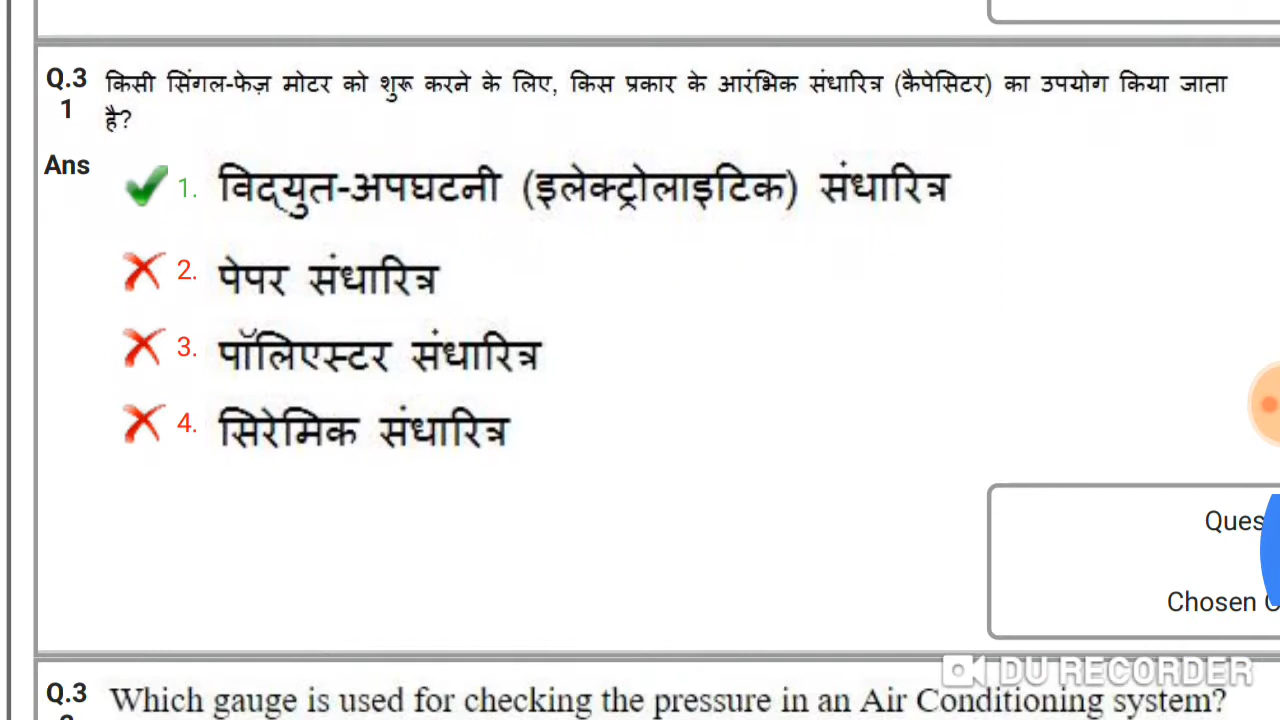 Q.3 किसी सिंगल-फेज़ मोटर को शुरू करने के लिए, किस प्रकार के आरंभिक संधारित्र (कैपेसिटर) का उपयोग किया जाता
1 है?
Ans
1. विद्युत-अपघटनी (इलेक्ट्रोलाइटिक) संधारित्र
2. पेपर संधारित्र
3. पॉलिएस्टर संधारित्र
4. सिरेमिक संधारित्र
Ques
Chosen
DU RECORDER
Q.3 Which gauge is used for checking the pressure in an Air Conditioning system?